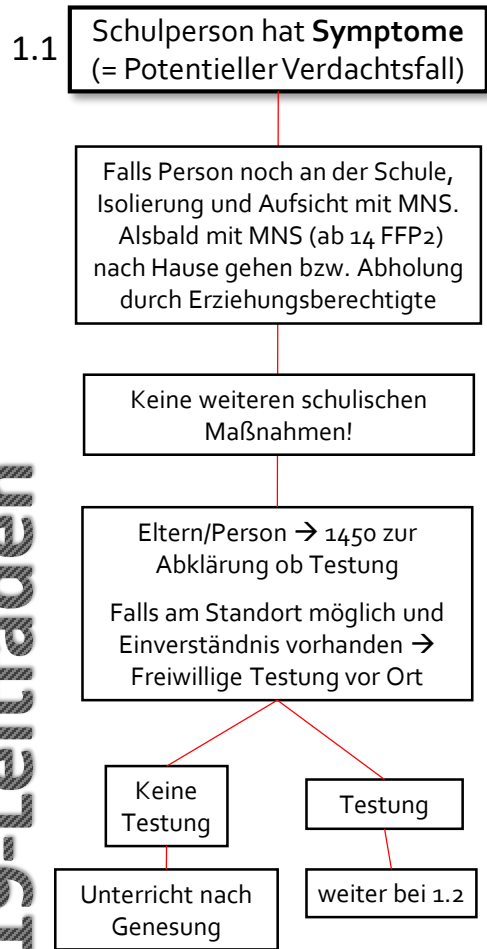 1.1
Schulperson hat Symptome
(= Potentieller Verdachtsfall)
Falls Person noch an der Schule,
Isolierung und Aufsicht mit MNS.
Alsbald mit MNS (ab 14 FFP2)
nach Hause gehen bzw. Abholung
durch Erziehungsberechtigte
Keine weiteren schulischen
Maßnahmen!
Eltern/Person → 1450 zur
Abklärung ob Testung
Falls am Standort möglich und
Einverständnis vorhanden →
Freiwillige Testung vor Ort
Keine
Testung
Testung
Unterricht nach
Genesung
weiter bei 1.2
19-Leitfaden